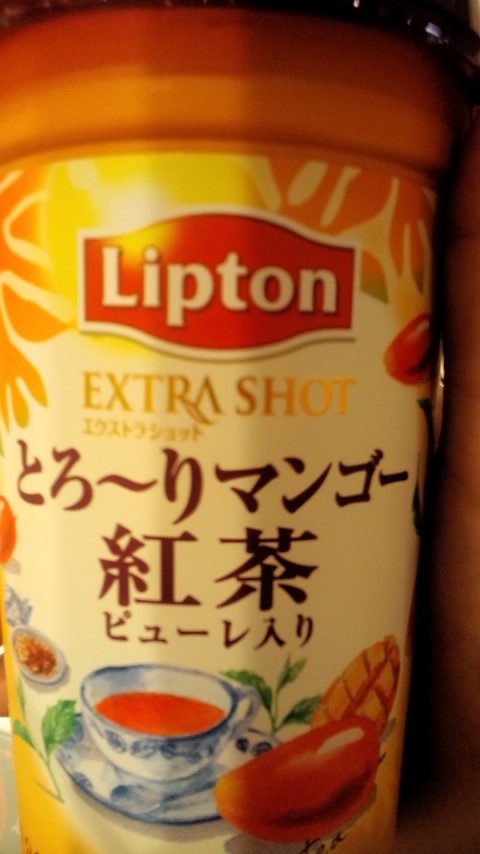 Lipton
EXTRA SHOT
エクストラショット
とろ〜りマンゴー
紅茶
ピューレ入り
tea